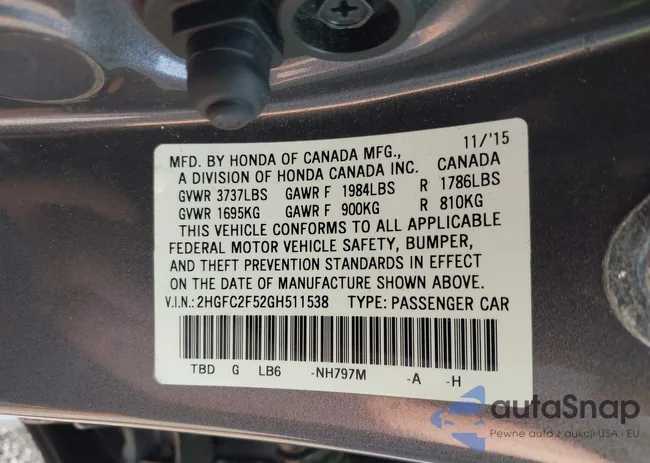 11/'15
MFD. BY HONDA OF CANADA MFG.,
A DIVISION OF HONDA CANADA INC. CANADA
GVWR 3737LBS GAWR F 1984LBS R 1786LBS
GVWR 1695KG GAWR F 900KG R 810KG
THIS VEHICLE CONFORMS TO ALL APPLICABLE
FEDERAL MOTOR VEHICLE SAFETY, BUMPER,
AND THEFT PREVENTION STANDARDS IN EFFECT
ON THE DATE OF MANUFACTURE SHOWN ABOVE.
V.I.N.: 2HGFC2F52GH511538 TYPE: PASSENGER CAR
TBD G LB6 -NH797M -A -H
autaSnap
Pewne auto z aukcji USA i EU